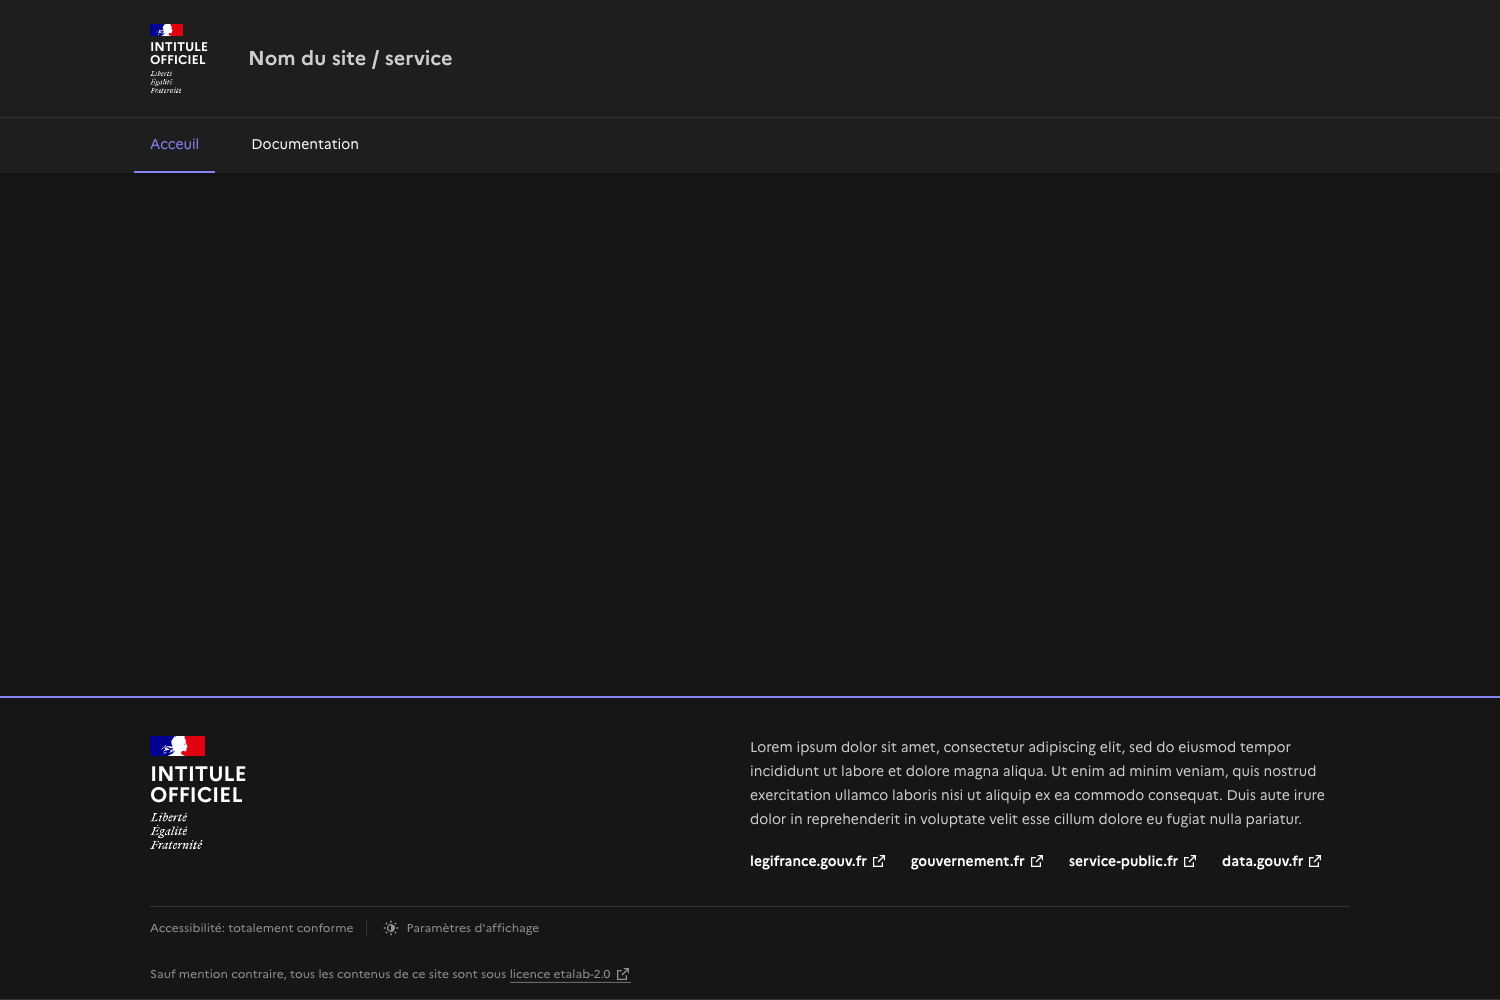 INTITULE
OFFICIEL
Liberté
Égalité
Fraternité
Nom du site / service
Acceuil
Documentation
INTITULE
OFFICIEL
Liberté
Égalité
Fraternité
Lorem ipsum dolor sit amet, consectetur adipiscing elit, sed do eiusmod tempor
incididunt ut labore et dolore magna aliqua. Ut enim ad minim veniam, quis nostrud
exercitation ullamco laboris nisi ut aliquip ex ea commodo consequat. Duis aute irure
dolor in reprehenderit in voluptate velit esse cillum dolore eu fugiat nulla pariatur.
legifrance.gouv.fr gouvernement.fr service-public.fr data.gouv.fr
Accessibilité: totalement conforme
Paramètres d'affichage
Sauf mention contraire, tous les contenus de ce site sont sous licence etalab-2.0